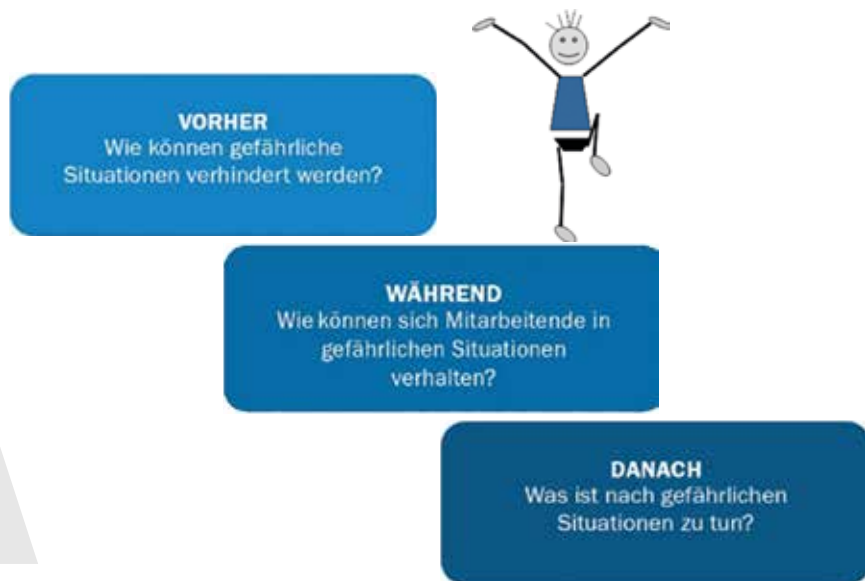 VORHER
Wie können gefährliche
Situationen verhindert werden?
WÄHREND
Wie können sich Mitarbeitende in
gefährlichen Situationen
verhalten?
DANACH
Was ist nach gefährlichen
Situationen zu tun?